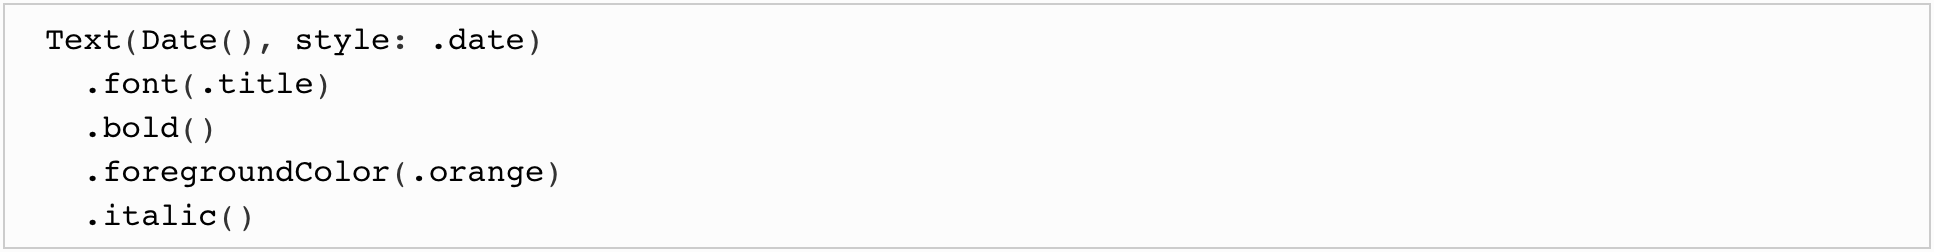 Text(Date(), style: .date)
  .font(.title)
  .bold()
  .foregroundColor(.orange)
  .italic()